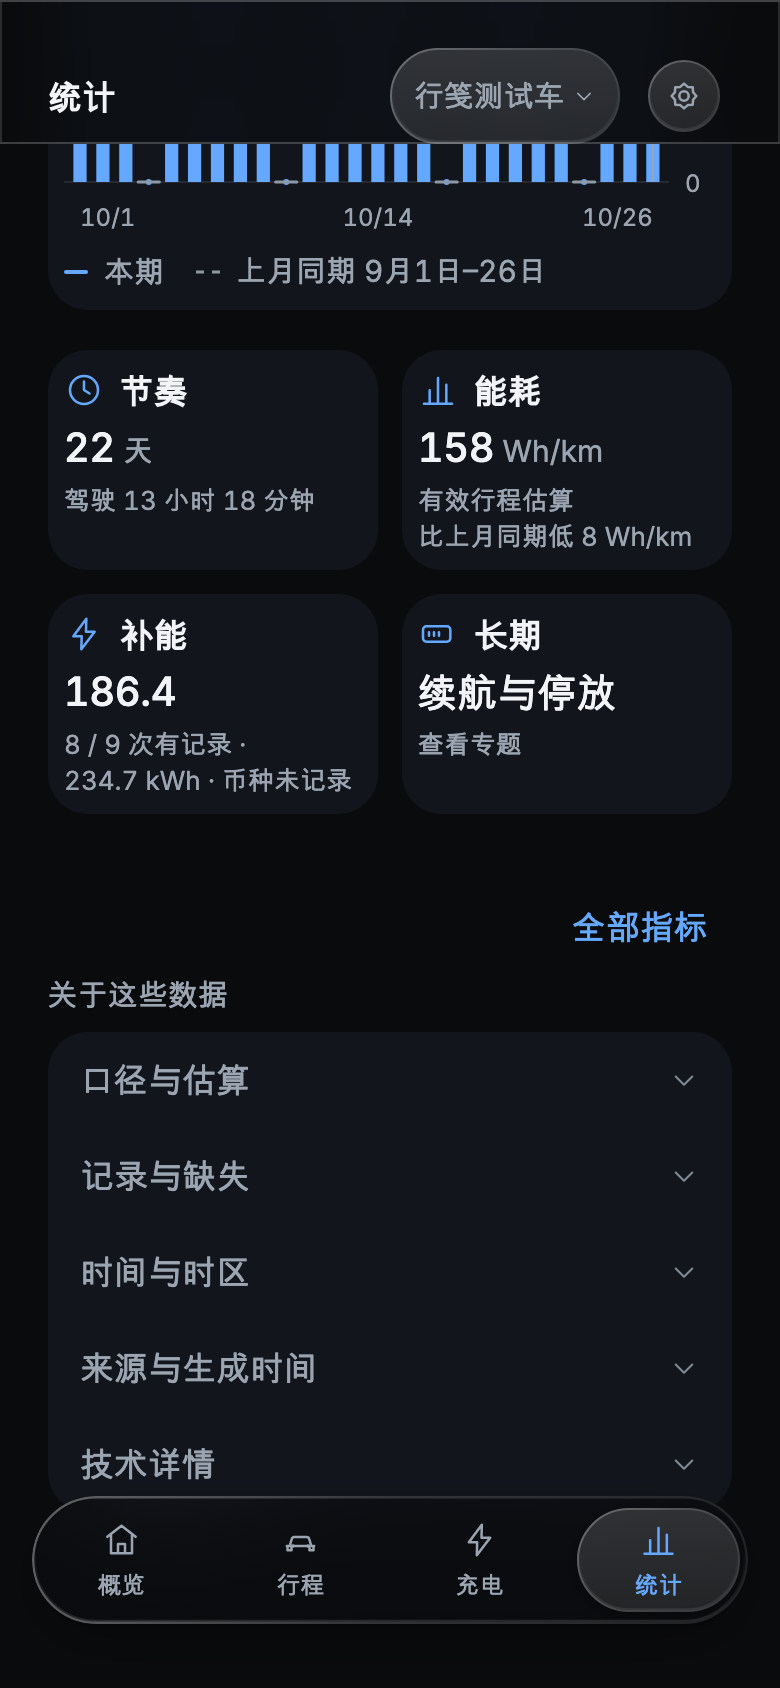 统计
行笺测试车
0
10/1
10/14
10/26
本期
-- 上月同期 9月1日–26日
节奏
22 天
驾驶 13 小时 18 分钟
能耗
158 Wh/km
有效行程估算
比上月同期低 8 Wh/km
补能
186.4
8 / 9 次有记录 ·
234.7 kWh · 币种未记录
长期
续航与停放
查看专题
全部指标
关于这些数据
口径与估算
记录与缺失
时间与时区
来源与生成时间
技术详情
概览
行程
充电
统计